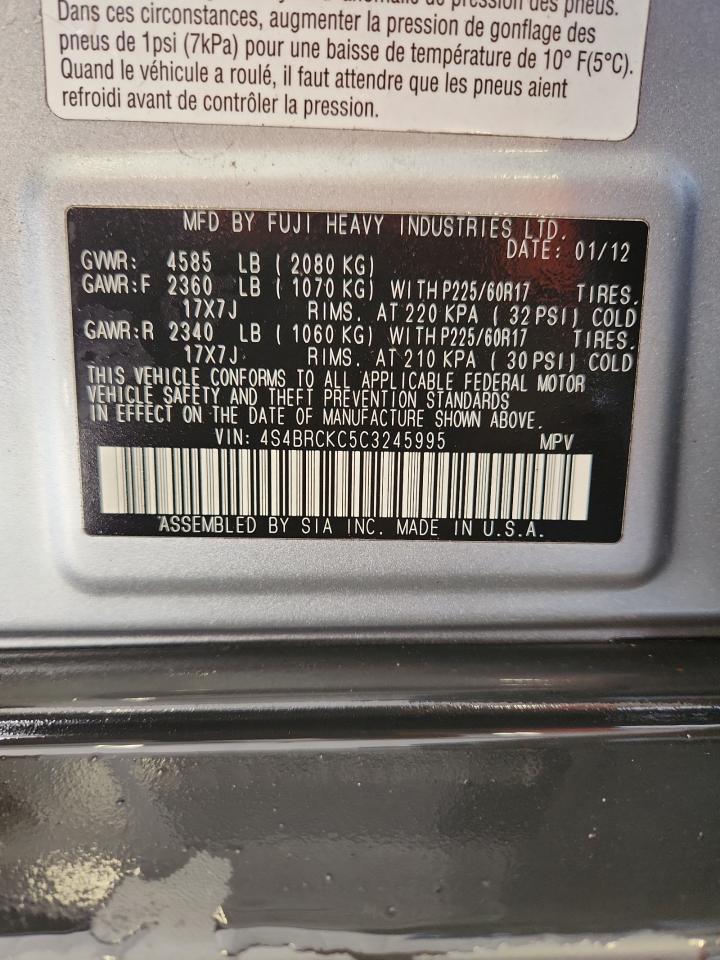 pression des pneus.
Dans ces circonstances, augmenter la pression de gonflage des
pneus de 1psi (7kPa) pour une baisse de température de 10° F(5°C).
Quand le véhicule a roulé, il faut attendre que les pneus aient
refroidi avant de contrôler la pression.
MFD BY FUJI HEAVY INDUSTRIES LTD.
DATE: 01/12
GVWR: 4585 LB ( 2080 KG)
GAWR:F 2360 LB ( 1070 KG) WITH P225/60R17 TIRES.
17X7J RIMS. AT 220 KPA ( 32 PSI) COLD
GAWR:R 2340 LB ( 1060 KG) WITH P225/60R17 TIRES.
17X7J RIMS. AT 210 KPA ( 30 PSI) COLD
THIS VEHICLE CONFORMS TO ALL APPLICABLE FEDERAL MOTOR
VEHICLE SAFETY AND THEFT PREVENTION STANDARDS
IN EFFECT ON THE DATE OF MANUFACTURE SHOWN ABOVE.
VIN: 4S4BRCKC5C3245995 MPV
ASSEMBLED BY SIA INC. MADE IN U.S.A.